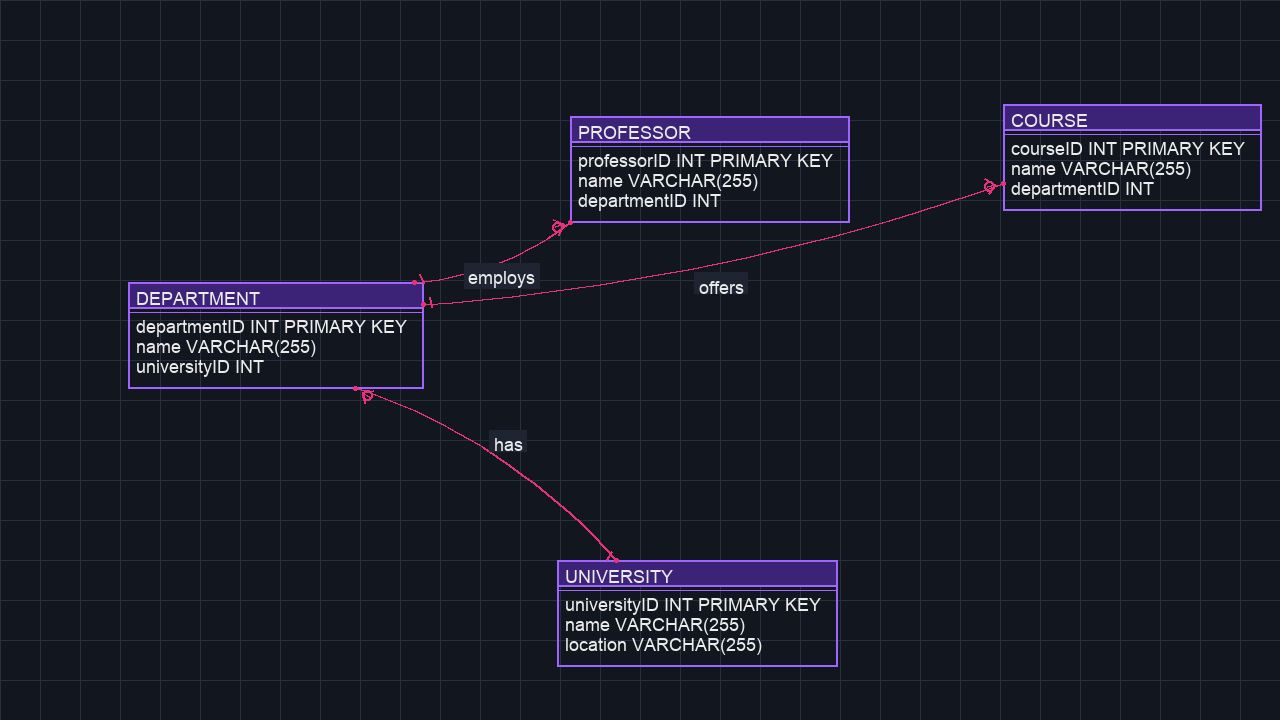 PROFESSOR
professorID INT PRIMARY KEY
name VARCHAR(255)
departmentID INT
COURSE
courseID INT PRIMARY KEY
name VARCHAR(255)
departmentID INT
employs
offers
DEPARTMENT
departmentID INT PRIMARY KEY
name VARCHAR(255)
universityID INT
has
UNIVERSITY
universityID INT PRIMARY KEY
name VARCHAR(255)
location VARCHAR(255)